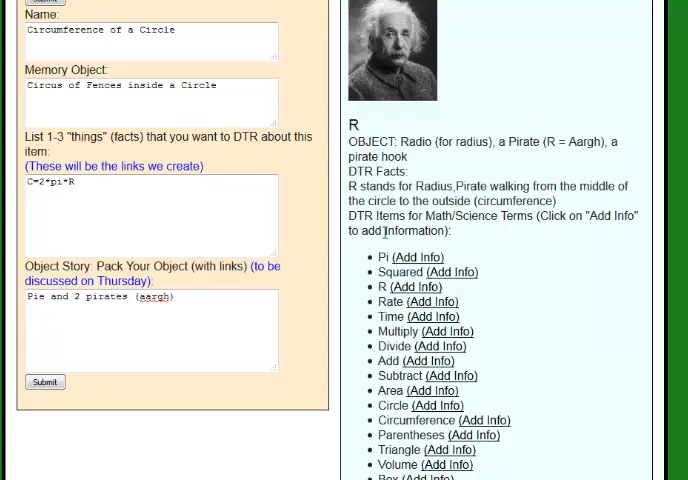 Submit
Name:
Circumference of a Circle
Memory Object:
Circus of Fences inside a Circle
List 1-3 "things" (facts) that you want to DTR about this
item:
(These will be the links we create)
C=2*pi*R
Object Story: Pack Your Object (with links) (to be
discussed on Thursday):
Pie and 2 pirates (aargh)
Submit
R
OBJECT: Radio (for radius), a Pirate (R = Aargh), a
pirate hook
DTR Facts:
R stands for Radius,Pirate walking from the middle of
the circle to the outside (circumference)
DTR Items for Math/Science Terms (Click on "Add Info"
to add information):
Pi (Add Info)
Squared (Add Info)
R (Add Info)
Rate (Add Info)
Time (Add Info)
Multiply (Add Info)
Divide (Add Info)
Add (Add Info)
Subtract (Add Info)
Area (Add Info)
Circle (Add Info)
Circumference (Add Info)
Parentheses (Add Info)
Triangle (Add Info)
Volume (Add Info)
Box (Add Info)